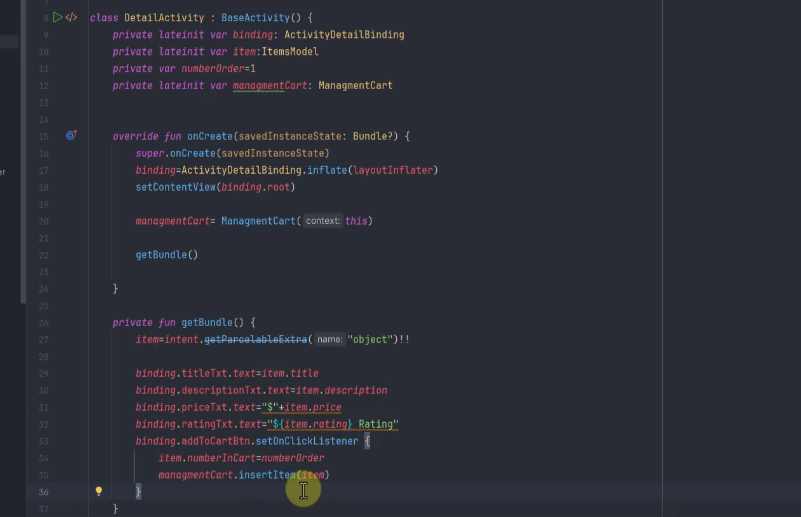 7
8 class DetailActivity : BaseActivity() {
9 private lateinit var binding: ActivityDetailBinding
10 private lateinit var item:ItemsModel
11 private var numberOrder=1
12 private lateinit var managmentCart: ManagmentCart
13
14
15 override fun onCreate(savedInstanceState: Bundle?) {
16 super.onCreate(savedInstanceState)
17 binding=ActivityDetailBinding.inflate(layoutInflater)
18 setContentView(binding.root)
19
20 managmentCart= ManagmentCart( context: this)
21
22 getBundle()
23
24 }
25
26 private fun getBundle() {
27 item=intent.getParcelableExtra( name: "object")!!
28
29 binding.titleTxt.text=item.title
30 binding.descriptionTxt.text=item.description
31 binding.priceTxt.text="$"+item.price
32 binding.ratingTxt.text="${item.rating} Rating"
33 binding.addToCartBtn.setOnClickListener {
34 item.numberInCart=numberOrder
35 managmentCart.insertItem(item)
36 }
37 }
er